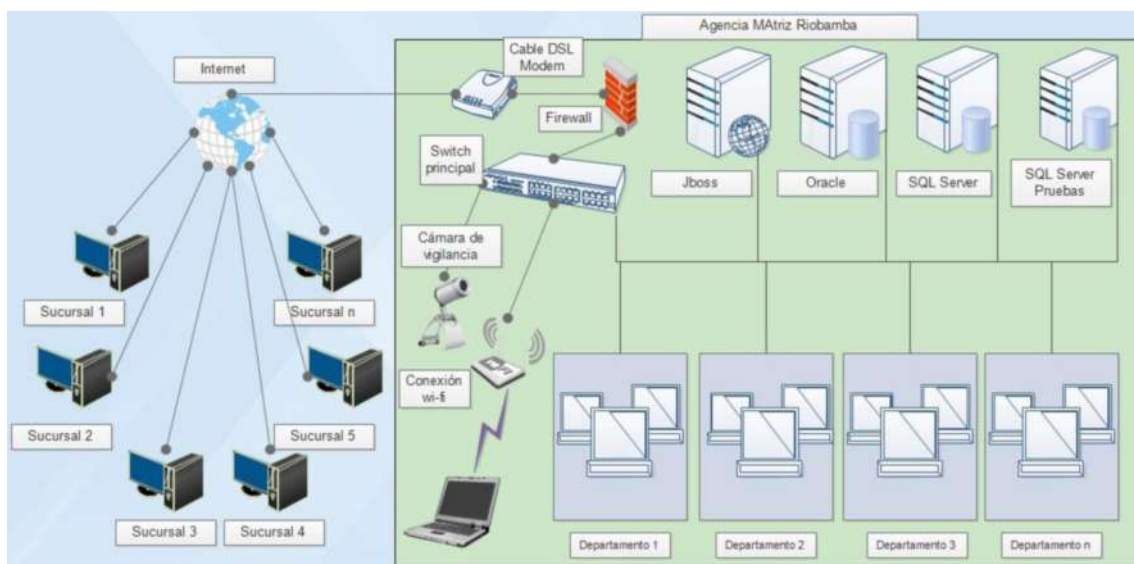 Agencia MAtriz Riobamba
Internet
Cable DSL
Modem
Firewall
Switch
principal
Jboss
Oracle
SQL Server
SQL Server
Pruebas
Cámara de
vigilancia
Sucursal 1
Sucursal n
Conexión
wi-fi
Sucursal 2
Sucursal 5
Sucursal 3
Sucursal 4
Departamento 1
Departamento 2
Departamento 3
Departamento n